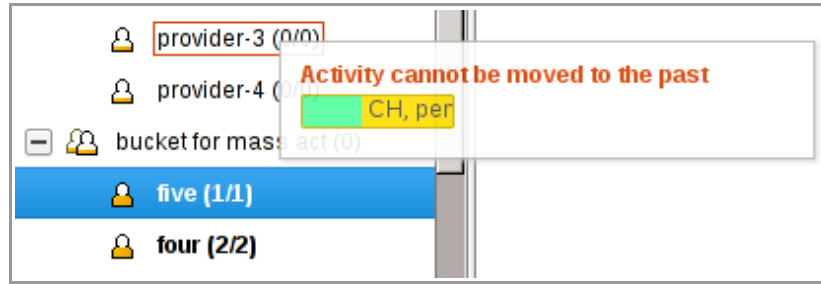 provider-3 (0/0)
Activity cannot be moved to the past
provider-4 (0/0)
CH, per
bucket for mass act (0)
five (1/1)
four (2/2)